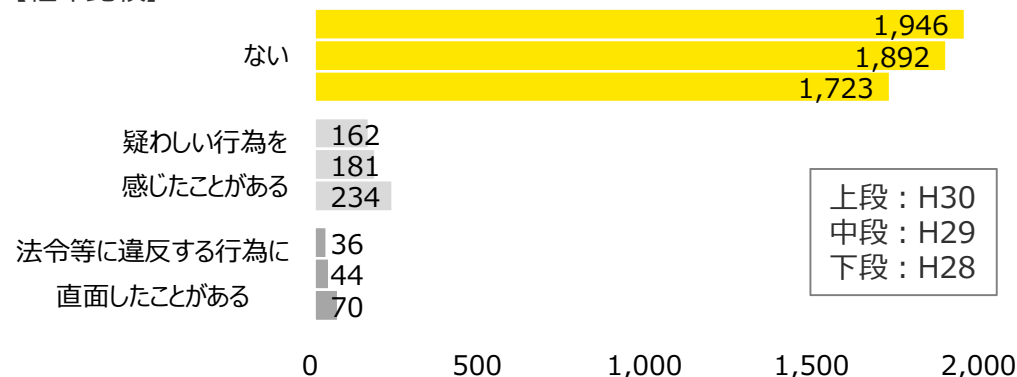 ない
1,946
1,892
1,723
疑わしい行為を
感じたことがある
162
181
234
法令等に違反する行為に
直面したことがある
36
44
70
上段：H30
中段：H29
下段：H28
0 500 1,000 1,500 2,000